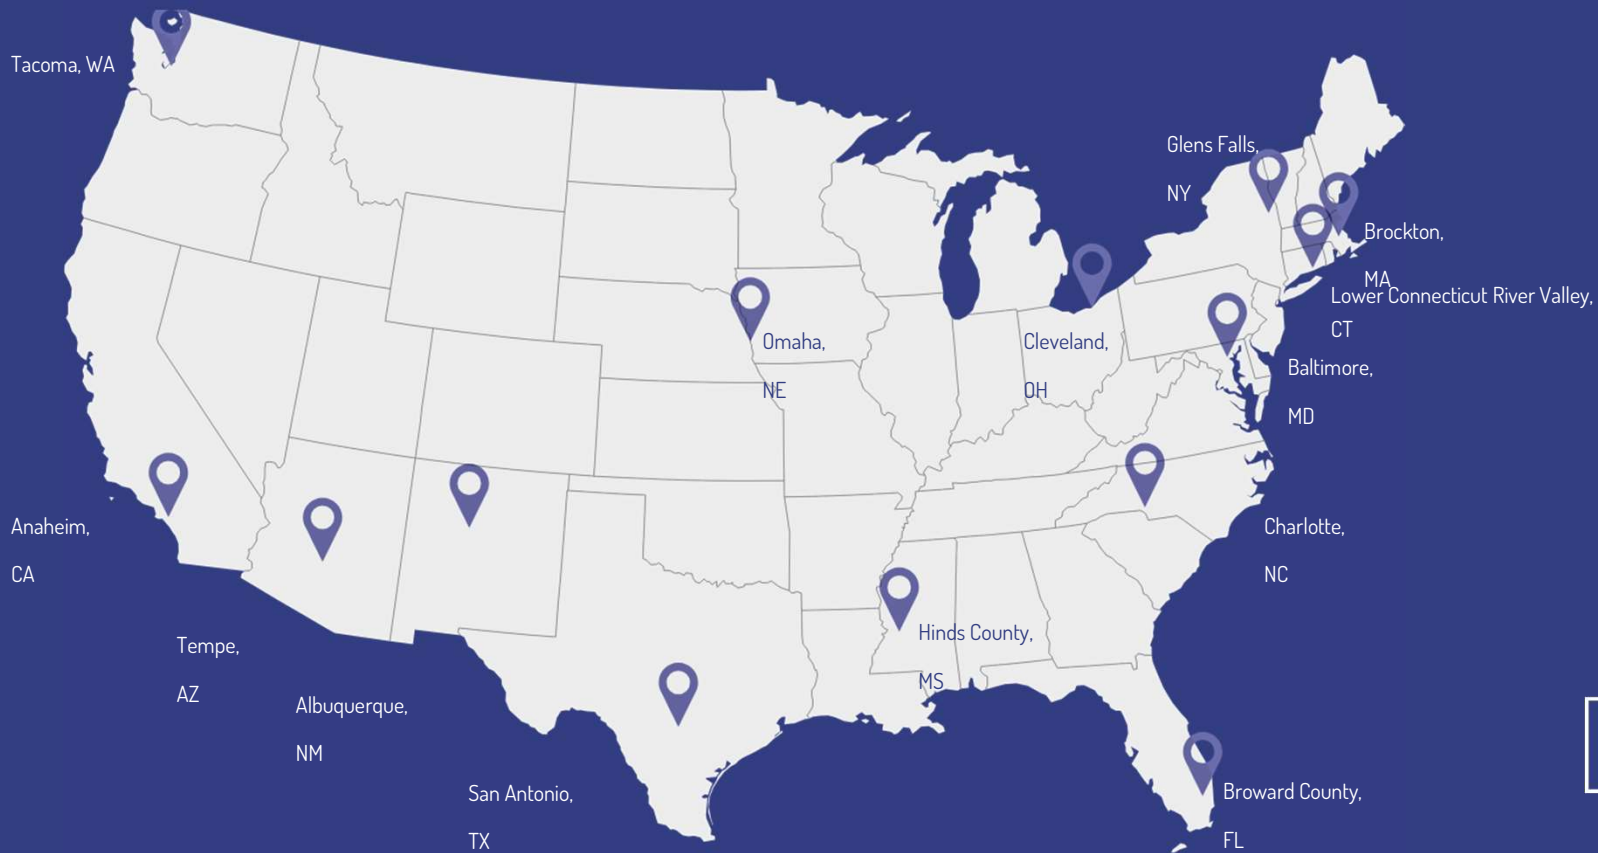 Tacoma, WA
Glens Falls,
NY
Brockton,
MA
Lower Connecticut River Valley,
CT
Omaha,
NE
Cleveland,
OH
Baltimore,
MD
Anaheim,
CA
Charlotte,
NC
Tempe,
AZ
Hinds County,
MS
Albuquerque,
NM
San Antonio,
TX
Broward County,
FL